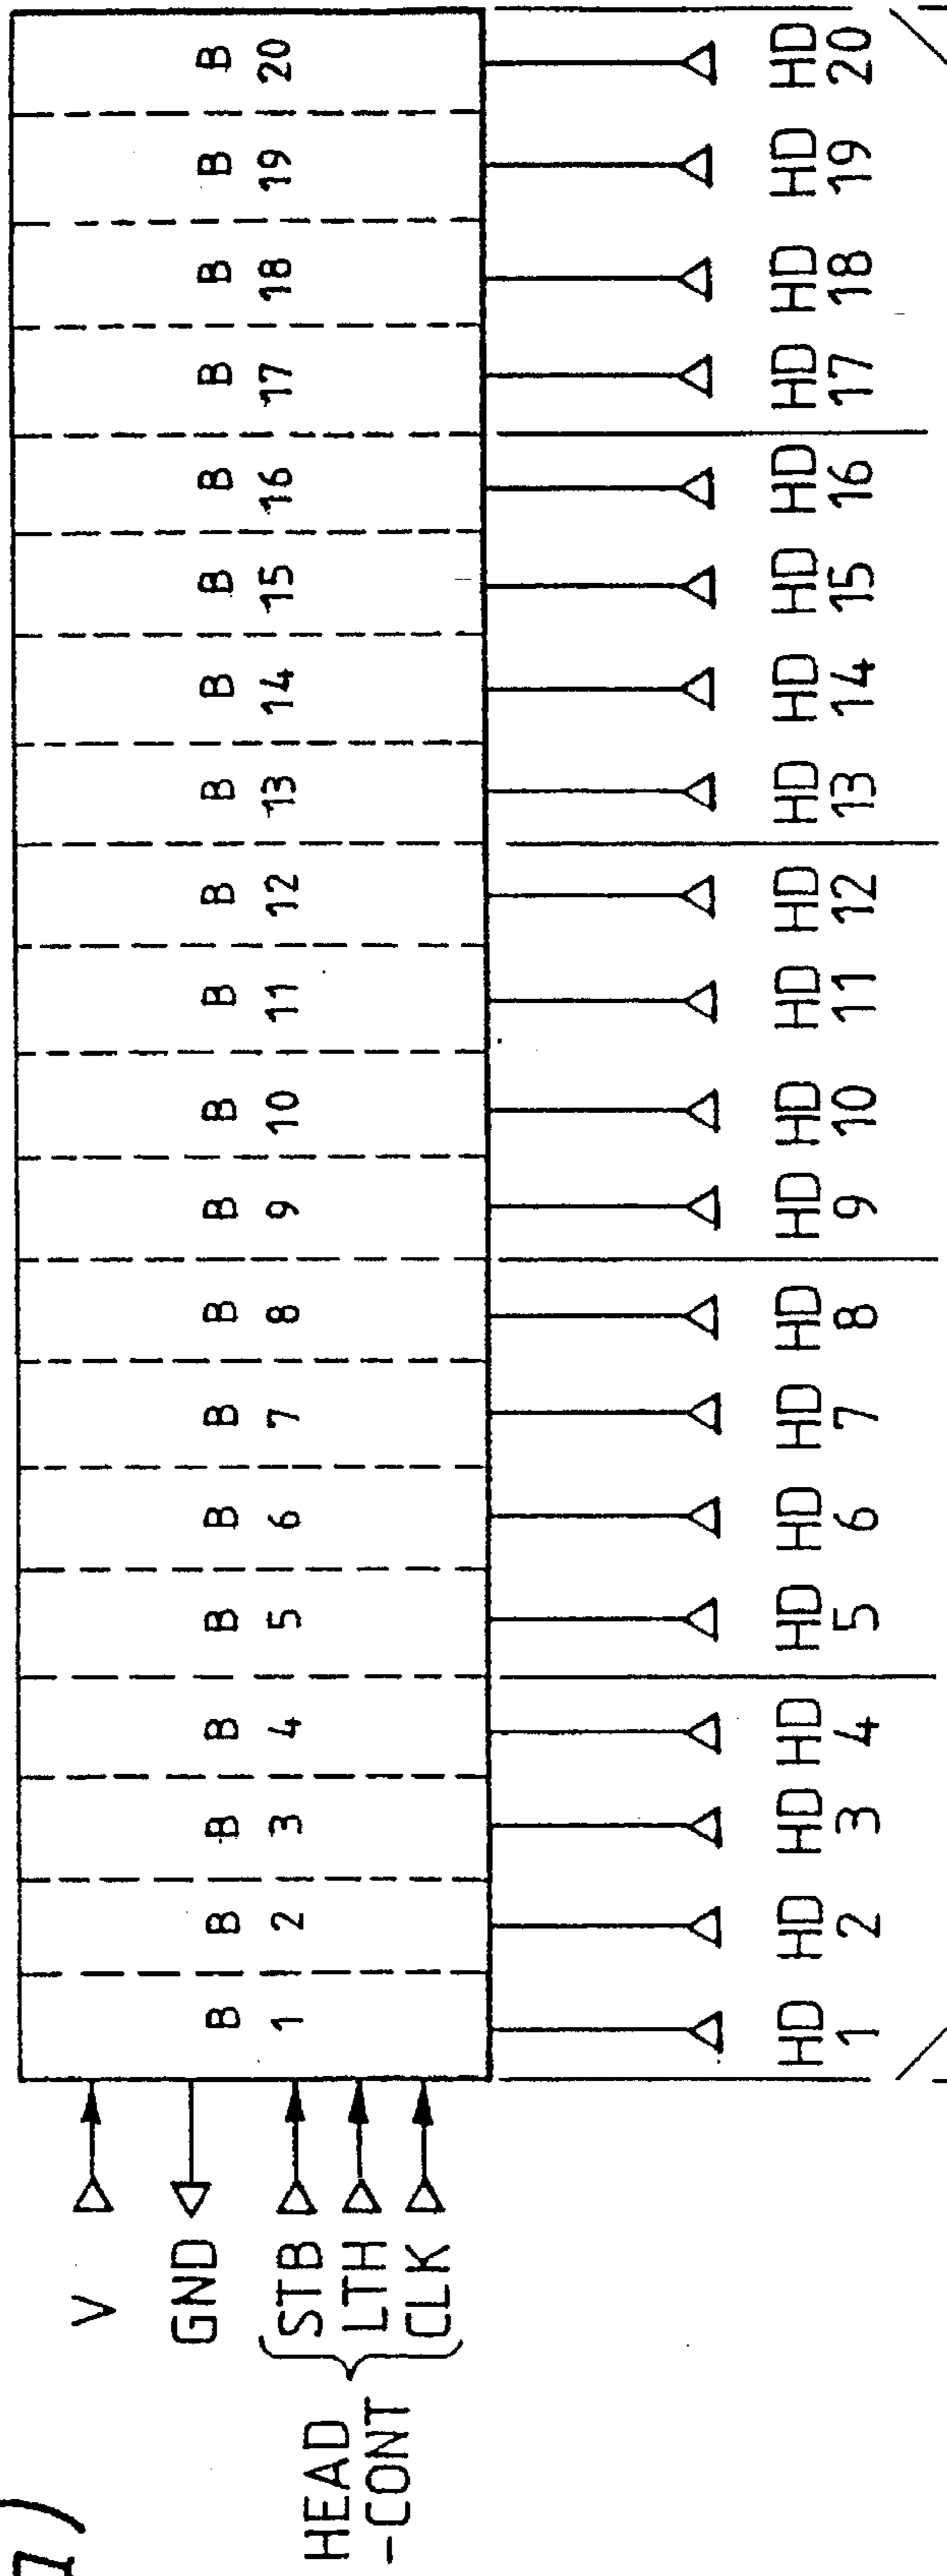 V
GND
STB
LTH
CLK
HEAD
-CONT
B B B B B B B B B B B B B B B B B B B B
1 2 3 4 5 6 7 8 9 10 11 12 13 14 15 16 17 18 19 20
HD HD HD HD HD HD HD HD HD HD HD HD HD HD HD HD HD HD HD HD
1 2 3 4 5 6 7 8 9 10 11 12 13 14 15 16 17 18 19 20